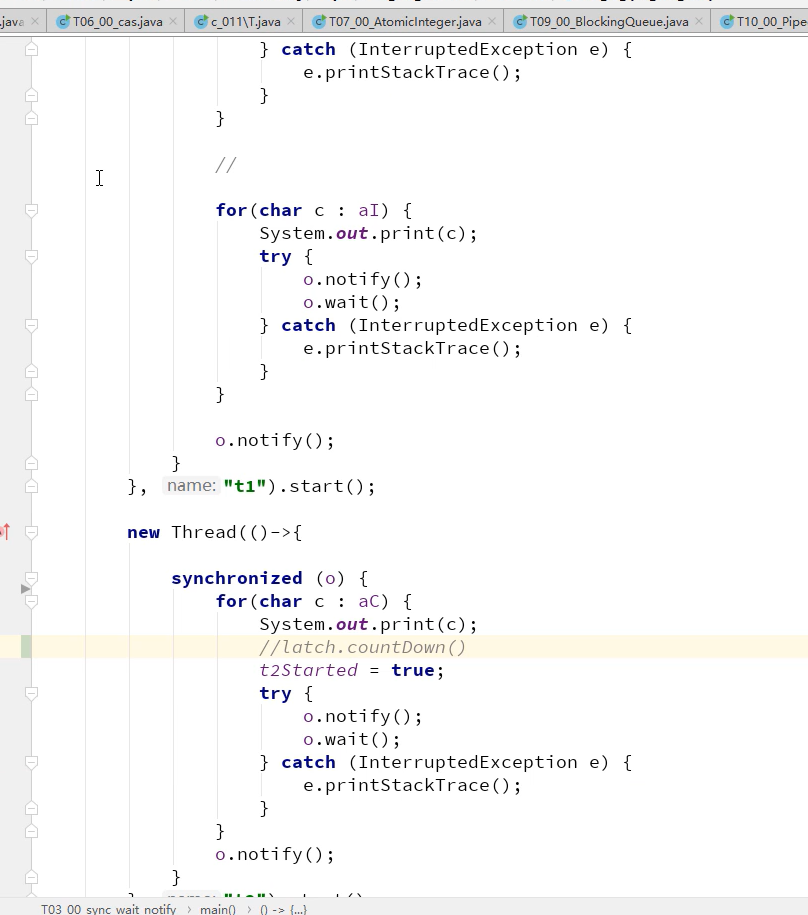 .java T06_00_cas.java c_011\T.java T07_00_AtomicInteger.java T09_00_BlockingQueue.java T10_00_Pipe
} catch (InterruptedException e) {
e.printStackTrace();
}
}
//
for(char c : aI) {
System.out.print(c);
try {
o.notify();
o.wait();
} catch (InterruptedException e) {
e.printStackTrace();
}
}
o.notify();
}
}, name: "t1").start();
new Thread(()->{
synchronized (o) {
for(char c : aC) {
System.out.print(c);
//latch.countDown()
t2Started = true;
try {
o.notify();
o.wait();
} catch (InterruptedException e) {
e.printStackTrace();
}
}
o.notify();
}
T03_00_sync_wait_notify › main() › () -> {...}